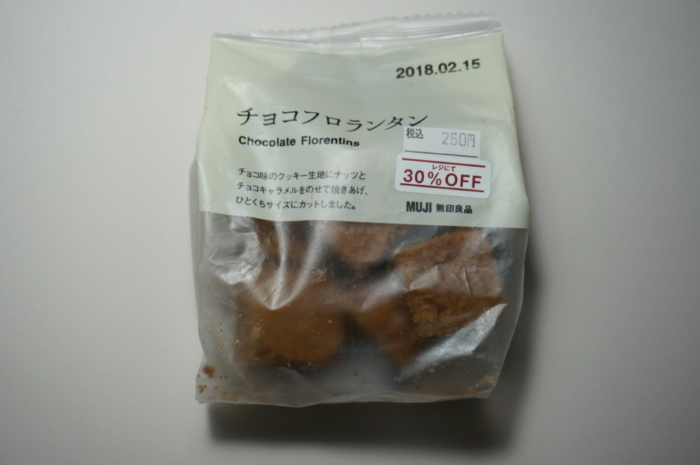 2018.02.15
チョコフロランタン
Chocolate Florentins
税込 250円
レジにて
30%OFF
チョコ味のクッキー生地にナッツと
チョコキャラメルをのせて焼きあげ、
ひとくちサイズにカットしました。
MUJI 無印良品